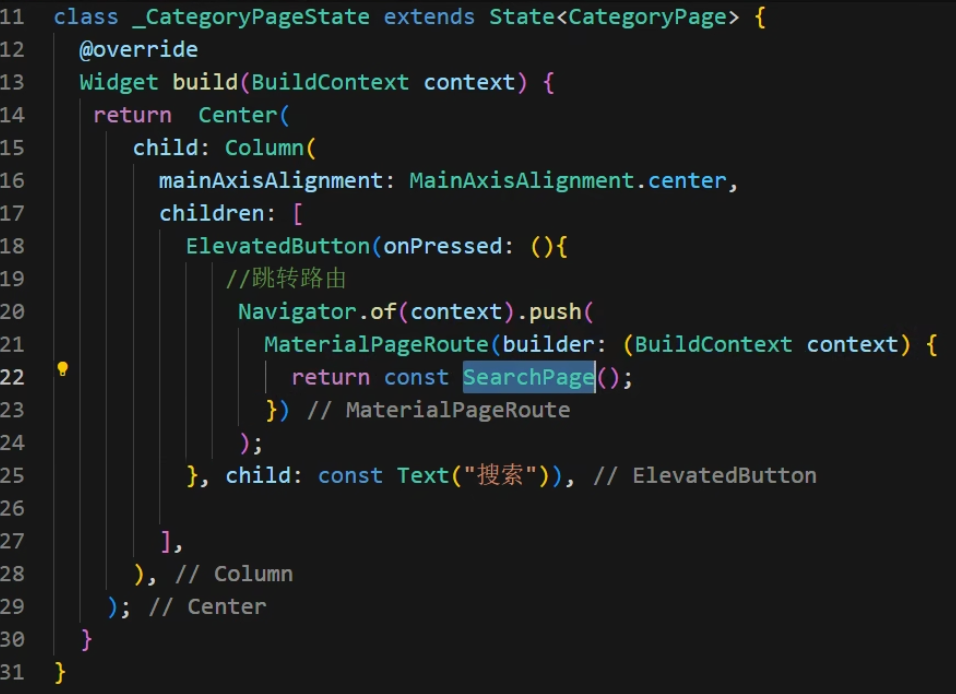 11 class _CategoryPageState extends State<CategoryPage> {
12   @override
13   Widget build(BuildContext context) {
14    return  Center(
15       child: Column(
16         mainAxisAlignment: MainAxisAlignment.center,
17         children: [
18           ElevatedButton(onPressed: (){
19              //跳转路由
20               Navigator.of(context).push(
21                 MaterialPageRoute(builder: (BuildContext context) {
22                   return const SearchPage();
23                 }) // MaterialPageRoute
24               );
25           }, child: const Text("搜索")), // ElevatedButton
26
27         ],
28       ), // Column
29     ); // Center
30   }
31 }